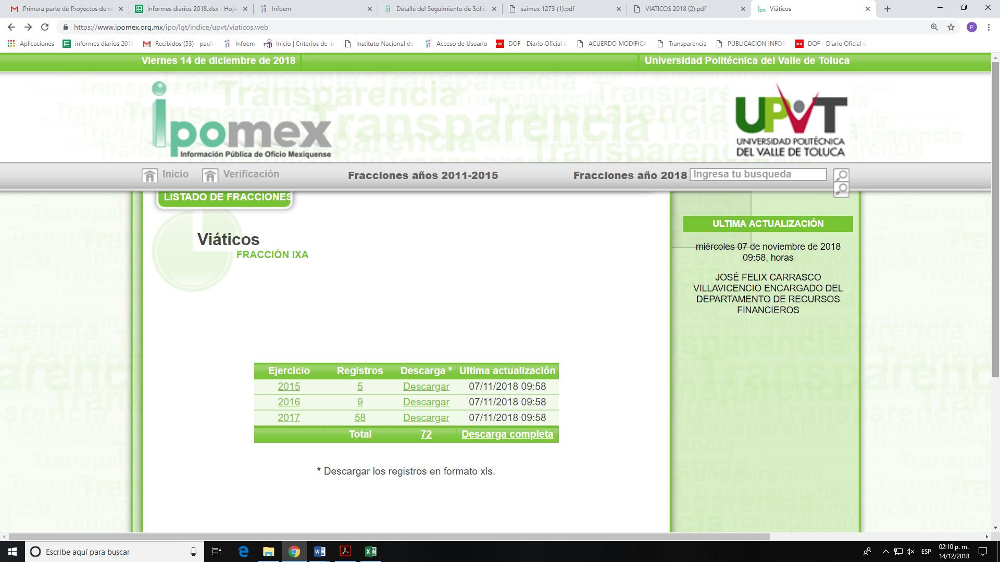 Primera parte de Proyectos de re
informes diarios 2018.xlsx - Hoja
Infoem
Detalle del Seguimiento de Solici
saimex 1273 (1).pdf
VIATICOS 2018 (2).pdf
Viáticos
https://www.ipomex.org.mx/ipo/lgt/indice/upvt/viaticos.web
P
Aplicaciones
informes diarios 2018
Recibidos (53) - pauli
Infoem
Inicio | Criterios de In
Instituto Nacional de
Acceso de Usuario
DOF - Diario Oficial d
ACUERDO MODIFICA
Transparencia
PUBLICACION INFOR
DOF - Diario Oficial d
Viernes 14 de diciembre de 2018
Universidad Politécnica del Valle de Toluca
Transparencia
ipomex
Información Pública de Oficio Mexiquense
UPVT
UNIVERSIDAD POLITÉCNICA
DEL VALLE DE TOLUCA
Inicio
Verificación
Fracciones años 2011-2015
Fracciones año 2018
Ingresa tu busqueda
LISTADO DE FRACCIONES
Viáticos
FRACCIÓN IXA
ULTIMA ACTUALIZACIÓN
miércoles 07 de noviembre de 2018
09:58, horas
JOSÉ FELIX CARRASCO
VILLAVICENCIO ENCARGADO DEL
DEPARTAMENTO DE RECURSOS
FINANCIEROS
Ejercicio Registros Descarga * Ultima actualización
2015 5 Descargar 07/11/2018 09:58
2016 9 Descargar 07/11/2018 09:58
2017 58 Descargar 07/11/2018 09:58
Total 72 Descarga completa
* Descargar los registros en formato xls.
Escribe aquí para buscar
ESP
02:10 p. m.
14/12/2018